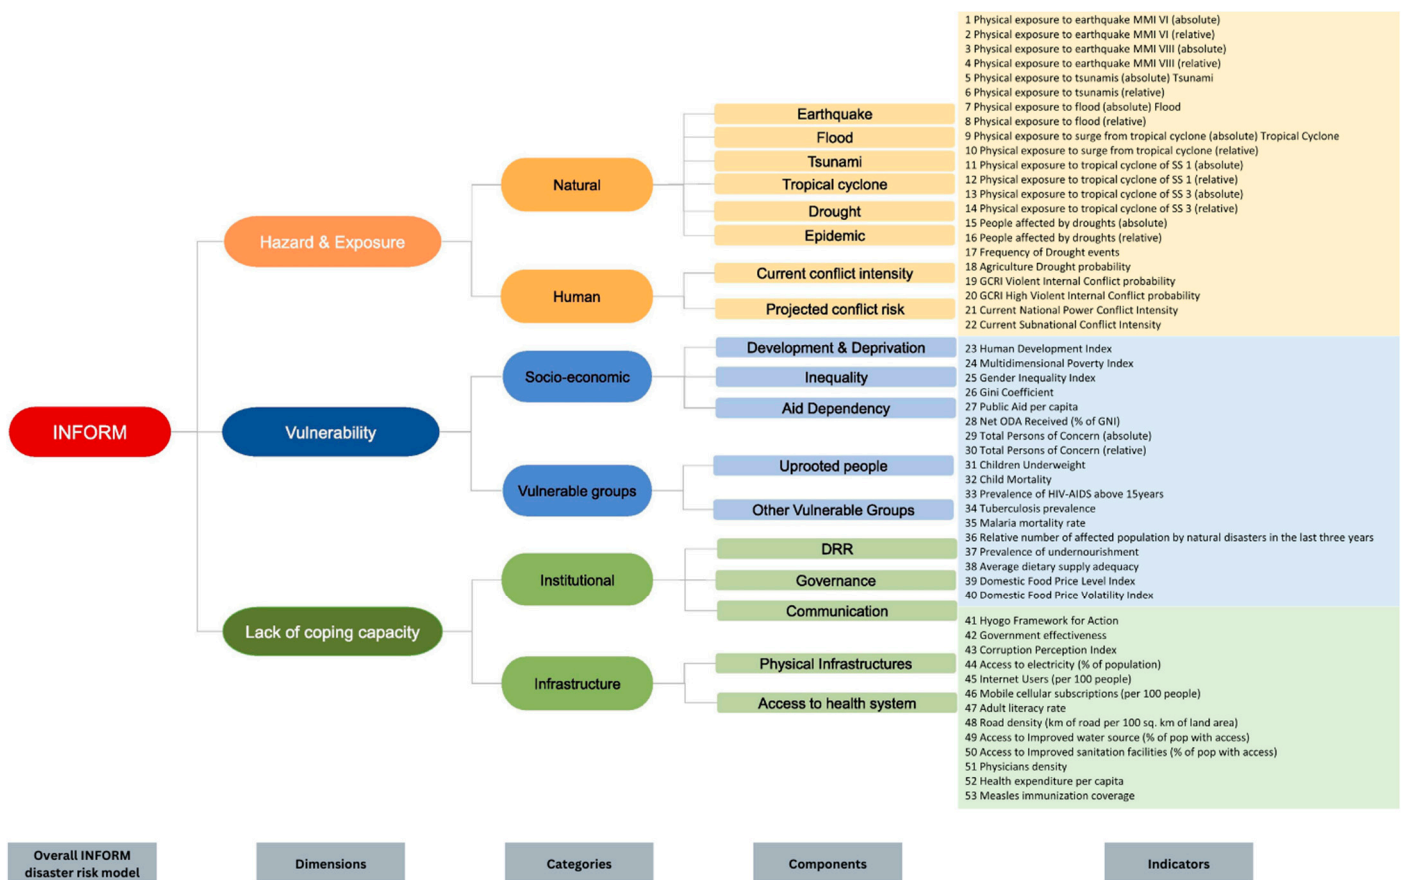 INFORM
Hazard & Exposure
Vulnerability
Lack of coping capacity
Natural
Human
Socio-economic
Vulnerable groups
Institutional
Infrastructure
Earthquake
Flood
Tsunami
Tropical cyclone
Drought
Epidemic
Current conflict intensity
Projected conflict risk
Development & Deprivation
Inequality
Aid Dependency
Uprooted people
Other Vulnerable Groups
DRR
Governance
Communication
Physical Infrastructures
Access to health system
1 Physical exposure to earthquake MMI VI (absolute)
2 Physical exposure to earthquake MMI VI (relative)
3 Physical exposure to earthquake MMI VIII (absolute)
4 Physical exposure to earthquake MMI VIII (relative)
5 Physical exposure to tsunamis (absolute) Tsunami
6 Physical exposure to tsunamis (relative)
7 Physical exposure to flood (absolute) Flood
8 Physical exposure to flood (relative)
9 Physical exposure to surge from tropical cyclone (absolute) Tropical Cyclone
10 Physical exposure to surge from tropical cyclone (relative)
11 Physical exposure to tropical cyclone of SS 1 (absolute)
12 Physical exposure to tropical cyclone of SS 1 (relative)
13 Physical exposure to tropical cyclone of SS 3 (absolute)
14 Physical exposure to tropical cyclone of SS 3 (relative)
15 People affected by droughts (absolute)
16 People affected by droughts (relative)
17 Frequency of Drought events
18 Agriculture Drought probability
19 GCRI Violent Internal Conflict probability
20 GCRI High Violent Internal Conflict probability
21 Current National Power Conflict Intensity
22 Current Subnational Conflict Intensity
23 Human Development Index
24 Multidimensional Poverty Index
25 Gender Inequality Index
26 Gini Coefficient
27 Public Aid per capita
28 Net ODA Received (% of GNI)
29 Total Persons of Concern (absolute)
30 Total Persons of Concern (relative)
31 Children Underweight
32 Child Mortality
33 Prevalence of HIV-AIDS above 15years
34 Tuberculosis prevalence
35 Malaria mortality rate
36 Relative number of affected population by natural disasters in the last three years
37 Prevalence of undernourishment
38 Average dietary supply adequacy
39 Domestic Food Price Level Index
40 Domestic Food Price Volatility Index
41 Hyogo Framework for Action
42 Government effectiveness
43 Corruption Perception Index
44 Access to electricity (% of population)
45 Internet Users (per 100 people)
46 Mobile cellular subscriptions (per 100 people)
47 Adult literacy rate
48 Road density (km of road per 100 sq. km of land area)
49 Access to Improved water source (% of pop with access)
50 Access to Improved sanitation facilities (% of pop with access)
51 Physicians density
52 Health expenditure per capita
53 Measles immunization coverage
Overall INFORM
disaster risk model
Dimensions
Categories
Components
Indicators